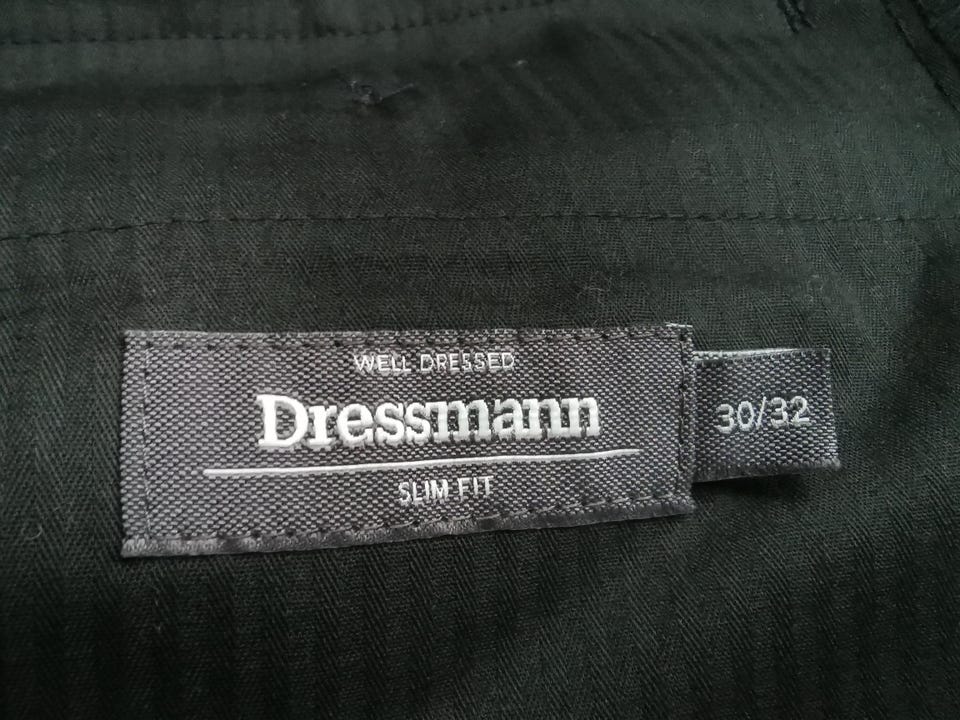 WELL DRESSED
Dressmann
SLIM FIT
30/32